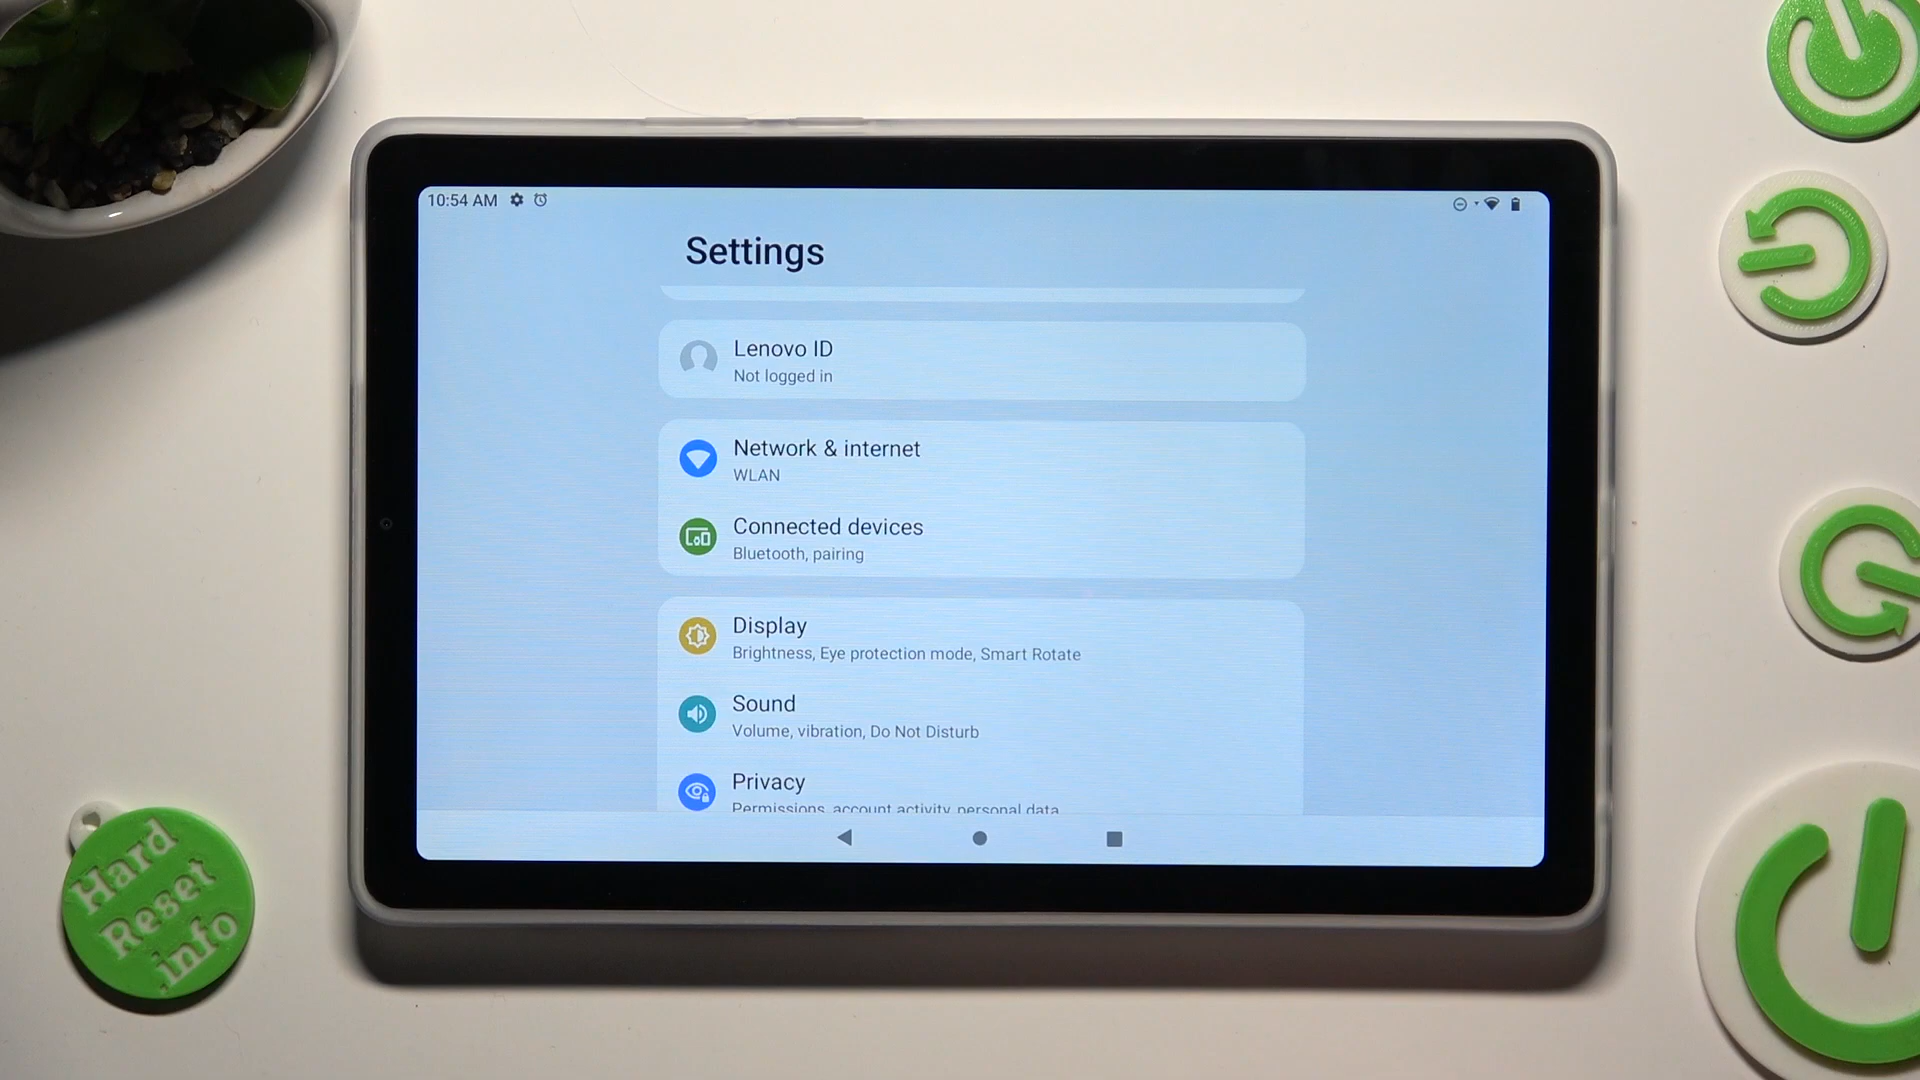 10:54 AM
Settings
Lenovo ID
Not logged in
Network & internet
WLAN
Connected devices
Bluetooth, pairing
Display
Brightness, Eye protection mode, Smart Rotate
Sound
Volume, vibration, Do Not Disturb
Privacy
Permissions, account activity, personal data
Hard
Reset
.info